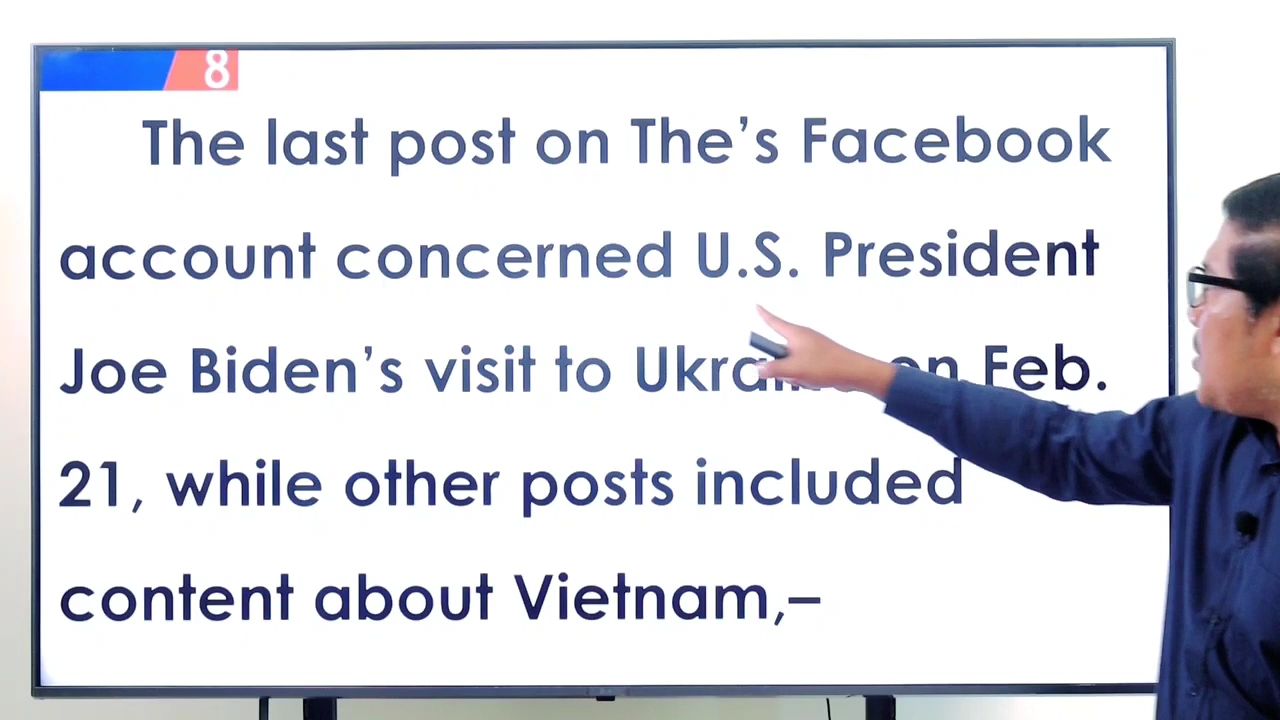 8
The last post on The's Facebook
account concerned U.S. President
Joe Biden's visit to on Feb.
21, while other posts included
content about Vietnam,–